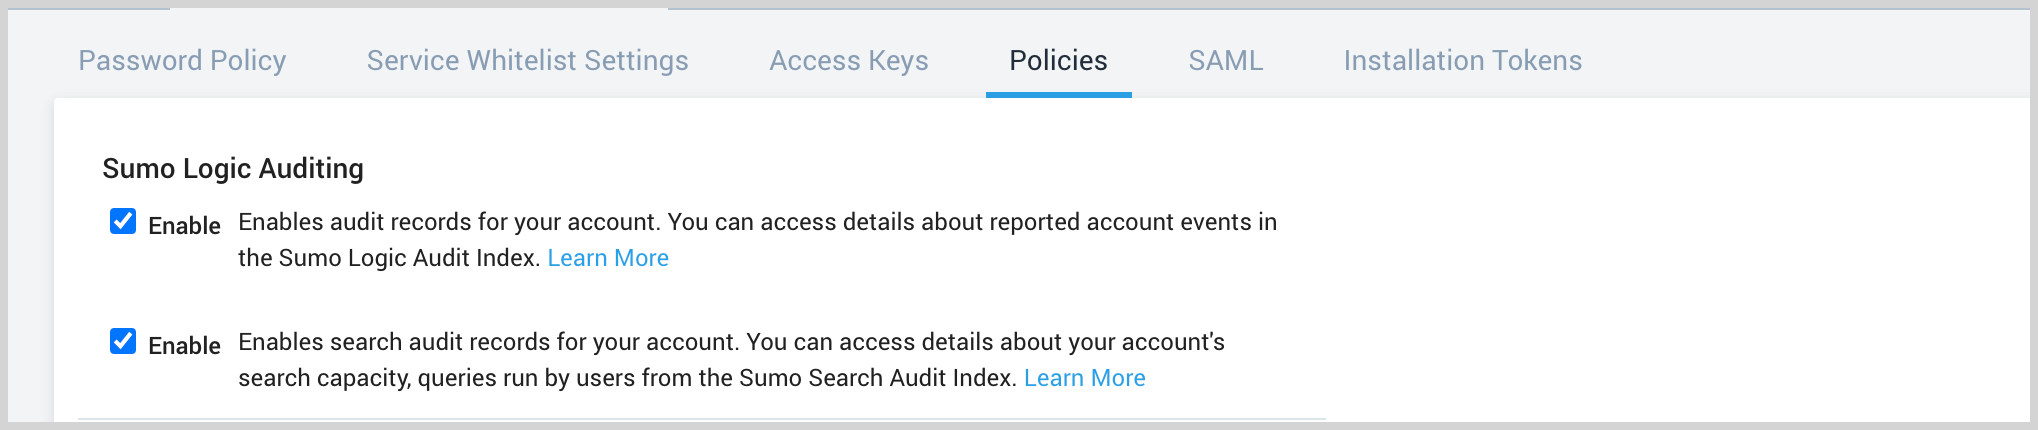 Password Policy Service Whitelist Settings Access Keys Policies SAML Installation Tokens
Sumo Logic Auditing
Enable Enables audit records for your account. You can access details about reported account events in
the Sumo Logic Audit Index. Learn More
Enable Enables search audit records for your account. You can access details about your account's
search capacity, queries run by users from the Sumo Search Audit Index. Learn More